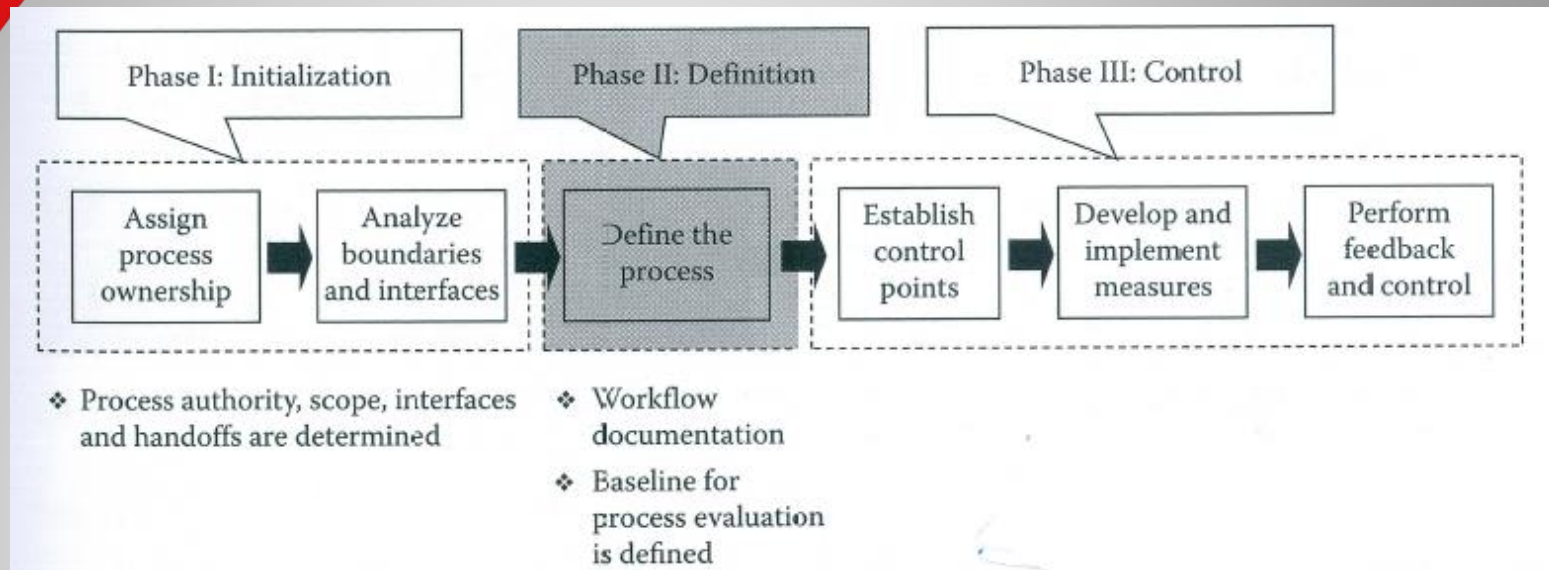 Phase I: Initialization
Phase II: Definition
Phase III: Control
Assign
process
ownership
Analyze
boundaries
and interfaces
Define the
process
Establish
control
points
Develop and
implement
measures
Perform
feedback
and control
❖ Process authority, scope, interfaces
and handoffs are determined
❖ Workflow
documentation
❖ Baseline for
process evaluation
is defined